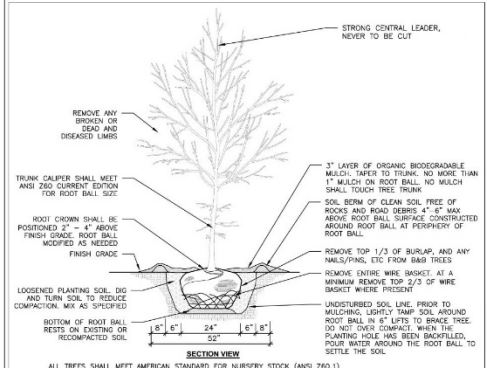 STRONG CENTRAL LEADER,
NEVER TO BE CUT
REMOVE ANY
BROKEN OR
DEAD AND
DISEASED LIMBS
TRUNK CALIPER SHALL MEET
ANSI Z60 CURRENT EDITION
FOR ROOT BALL SIZE
ROOT CROWN SHALL BE
POSITIONED 2" - 4" ABOVE
FINISH GRADE. ROOT BALL
MODIFIED AS NEEDED
FINISH GRADE
LOOSENED PLANTING SOIL. DIG
AND TURN SOIL TO REDUCE
COMPACTION. MIX AS SPECIFIED
BOTTOM OF ROOT BALL
RESTS ON EXISTING OR
RECOMPACTED SOIL
3" LAYER OF ORGANIC BIODEGRADABLE
MULCH. TAPER TO TRUNK. NO MORE THAN
1" MULCH ON ROOT BALL. NO MULCH
SHALL TOUCH TREE TRUNK
SOIL BERM OF CLEAN SOIL FREE OF
ROCKS AND ROAD DEBRIS 4"-6" MAX
ABOVE ROOT BALL SURFACE CONSTRUCTED
AROUND ROOT BALL AT PERIPHERY OF
ROOT BALL
REMOVE TOP 1/3 OF BURLAP, AND ANY
NAILS/PINS, ETC FROM B&B TREES
REMOVE ENTIRE WIRE BASKET. AT A
MINIMUM REMOVE TOP 2/3 OF WIRE
BASKET WHERE PRESENT
UNDISTURBED SOIL LINE. PRIOR TO
MULCHING, LIGHTLY TAMP SOIL AROUND
ROOT BALL IN 6" LIFTS TO BRACE TREE.
DO NOT OVER COMPACT. WHEN THE
PLANTING HOLE HAS BEEN BACKFILLED,
POUR WATER AROUND THE ROOT BALL TO
SETTLE THE SOIL
8" 6" 24" 6" 8"
52"
SECTION VIEW
ALL TREES SHALL MEET AMERICAN STANDARD FOR NURSERY STOCK (ANSI Z60.1)